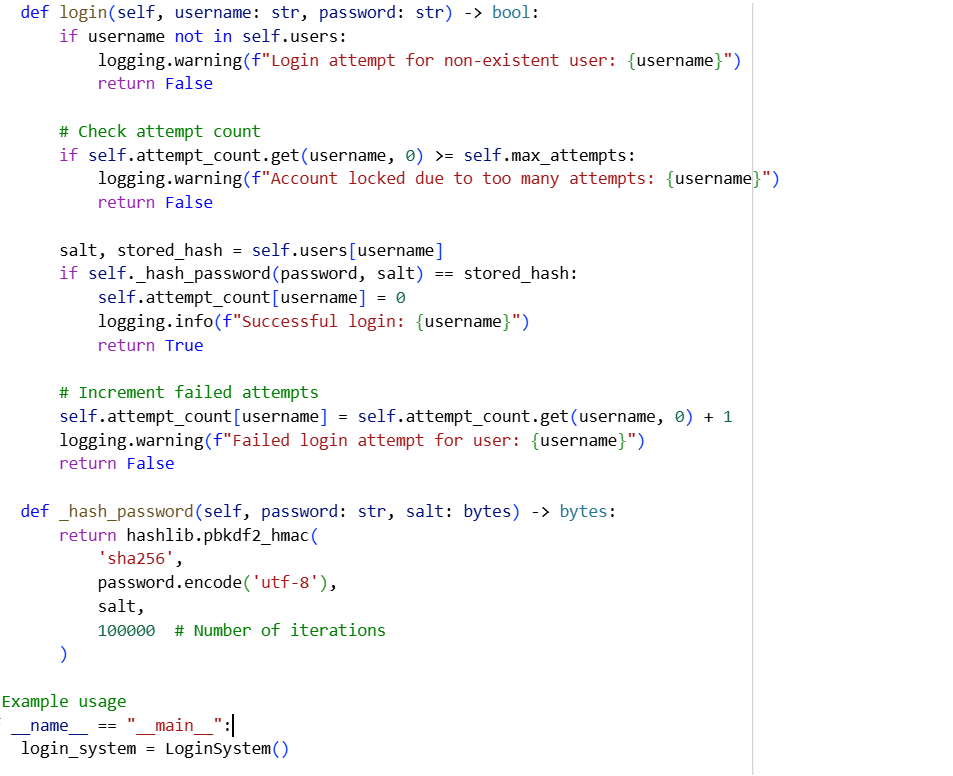 def login(self, username: str, password: str) -> bool:
    if username not in self.users:
        logging.warning(f"Login attempt for non-existent user: {username}")
        return False

    # Check attempt count
    if self.attempt_count.get(username, 0) >= self.max_attempts:
        logging.warning(f"Account locked due to too many attempts: {username}")
        return False

    salt, stored_hash = self.users[username]
    if self._hash_password(password, salt) == stored_hash:
        self.attempt_count[username] = 0
        logging.info(f"Successful login: {username}")
        return True

    # Increment failed attempts
    self.attempt_count[username] = self.attempt_count.get(username, 0) + 1
    logging.warning(f"Failed login attempt for user: {username}")
    return False

def _hash_password(self, password: str, salt: bytes) -> bytes:
    return hashlib.pbkdf2_hmac(
        'sha256',
        password.encode('utf-8'),
        salt,
        100000  # Number of iterations
    )

Example usage
__name__ == "__main__":
login_system = LoginSystem()